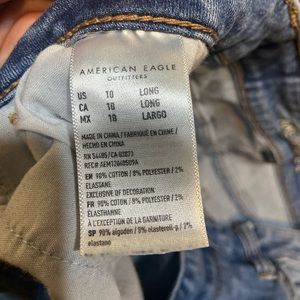 AMERICAN EAGLE
OUTFITTERS
US 10 LONG
CA 10 LONG
MX 10 LARGO
MADE IN CHINA / FABRIQUÉ EN CHINE /
HECHO EN CHINA
RN 54485/CA 03873
EN 90% COTTON / 8% POLYESTER / 2%
ELASTANE
EXCLUSIVE OF DECORATION
FR 90% COTON / 8% POLYESTER / 2%
ÉLASTHANNE
À L'EXCEPTION DE LA GARNITURE
SP 90% algodón / 8% / 2%
elastano